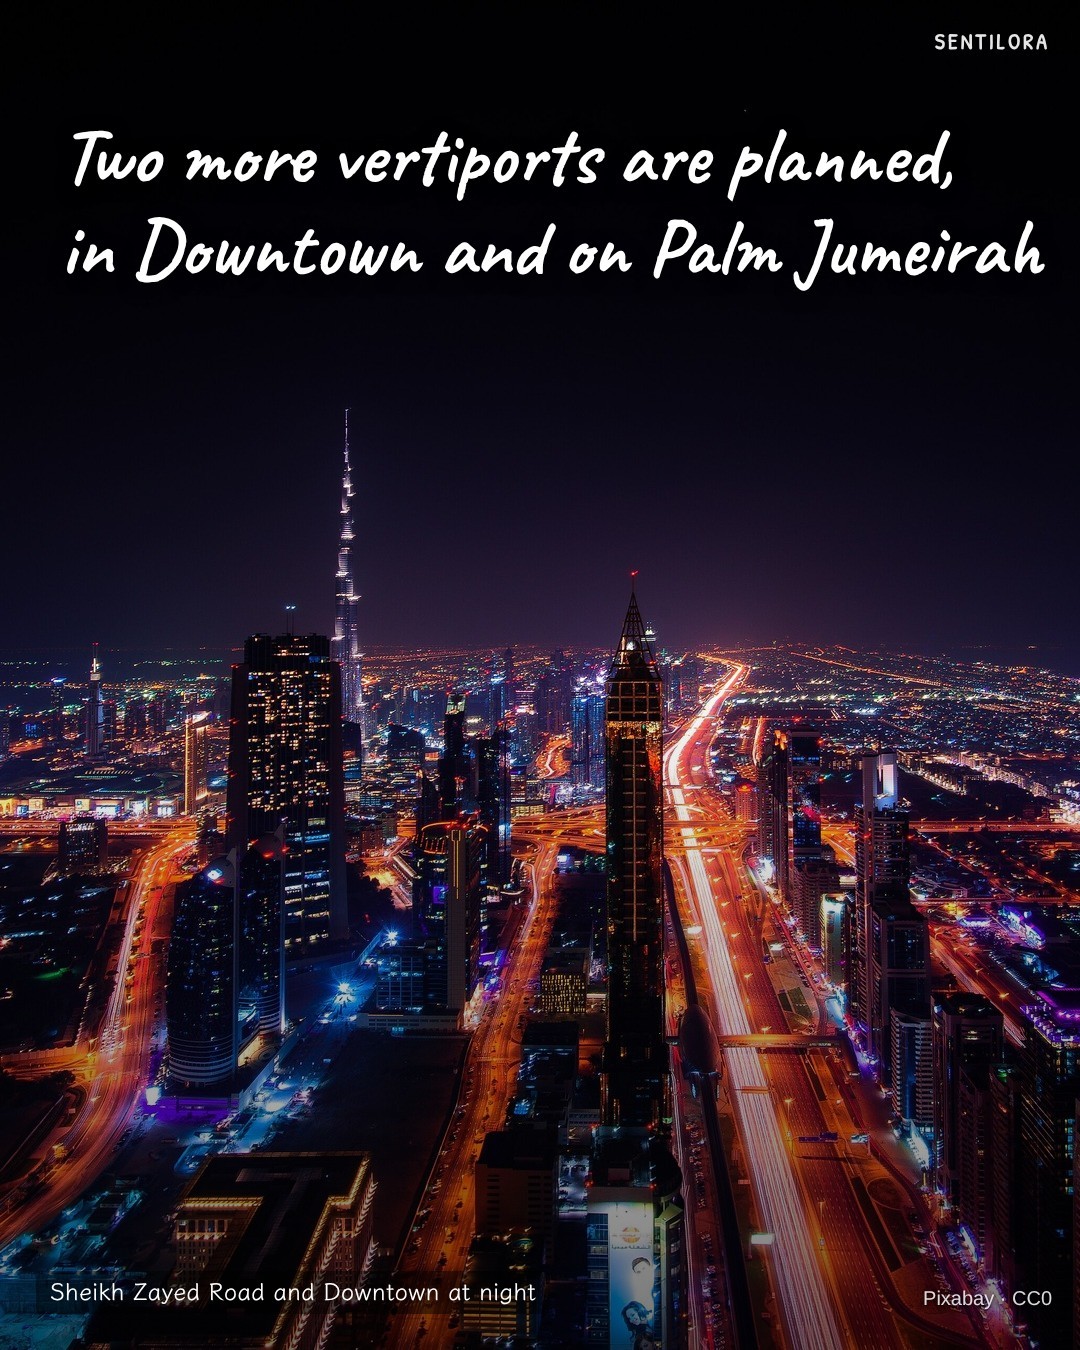 SENTILORA
Two more vertiports are planned,
in Downtown and on Palm Jumeirah
Sheikh Zayed Road and Downtown at night
Pixabay · CC0